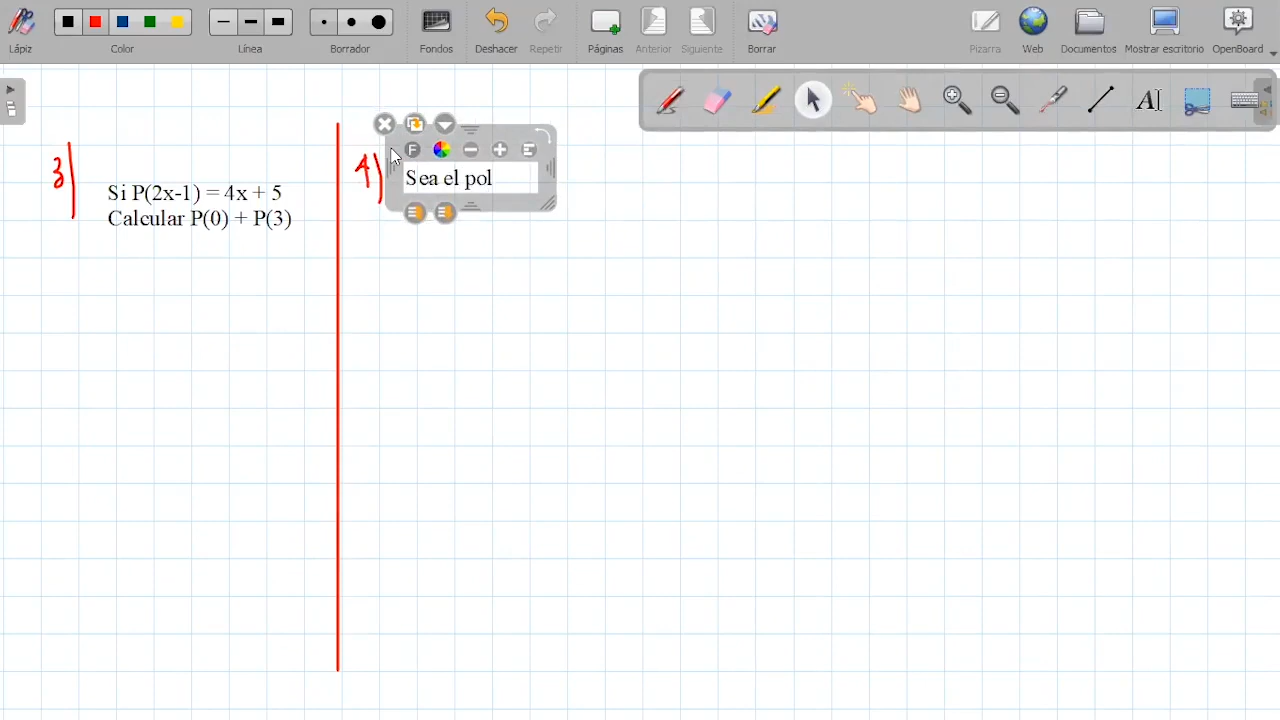 Lápiz
Color
Línea
Borrador
Fondos
Deshacer
Repetir
Páginas
Anterior
Siguiente
Borrar
Pizarra
Web
Documentos
Mostrar escritorio
OpenBoard
3)
Si P(2x-1) = 4x + 5
Calcular P(0) + P(3)
4)
F
Sea el pol